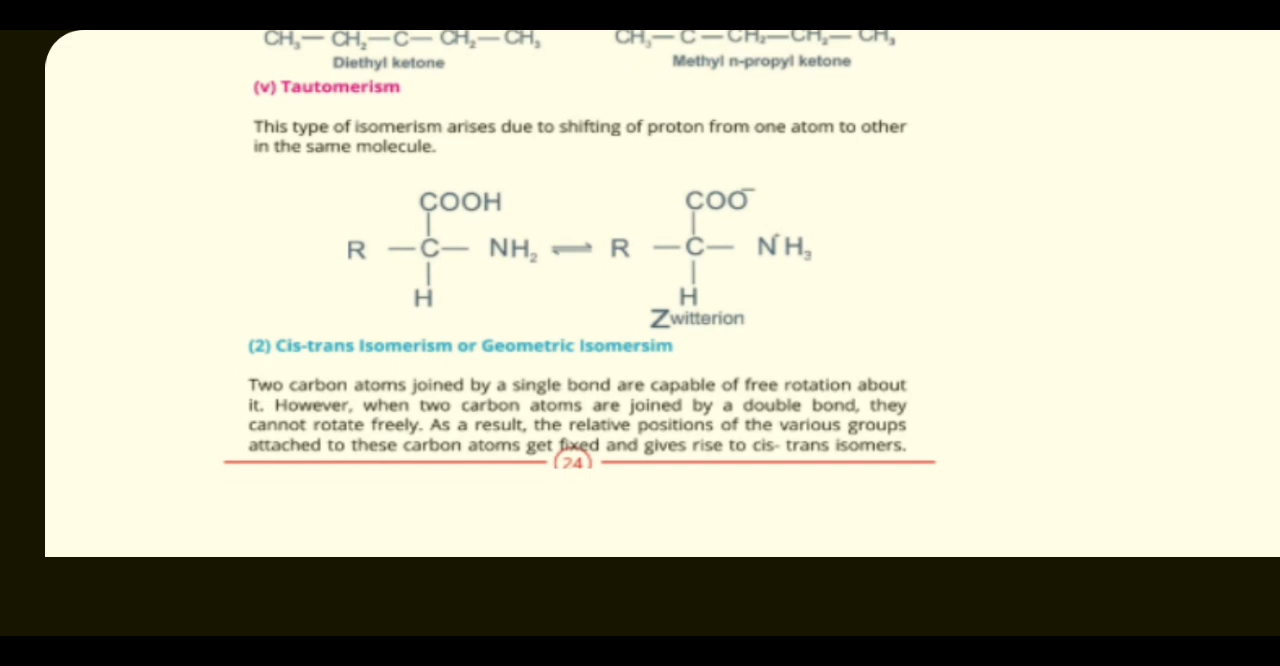 CH₃— CH₂—C— CH₂—CH₃ CH₃— C—CH₂—CH₂— CH₃
Diethyl ketone Methyl n-propyl ketone
(v) Tautomerism
This type of isomerism arises due to shifting of proton from one atom to other
in the same molecule.
COOH COO⁻
R —C— NH₂ ⇌ R —C— N⁺H₃
H H
Zwitterion
(2) Cis-trans Isomerism or Geometric Isomersim
Two carbon atoms joined by a single bond are capable of free rotation about
it. However, when two carbon atoms are joined by a double bond, they
cannot rotate freely. As a result, the relative positions of the various groups
attached to these carbon atoms get fixed and gives rise to cis- trans isomers.
24